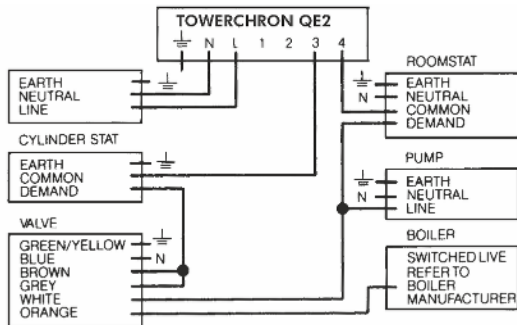 TOWERCHRON QE2
N L 1 2 3 4
EARTH
NEUTRAL
LINE
ROOMSTAT
EARTH
N NEUTRAL
COMMON
DEMAND
CYLINDER STAT
EARTH
COMMON
DEMAND
PUMP
EARTH
N NEUTRAL
LINE
VALVE
GREEN/YELLOW
BLUE N
BROWN
GREY
WHITE
ORANGE
BOILER
SWITCHED LIVE
REFER TO
BOILER
MANUFACTURER